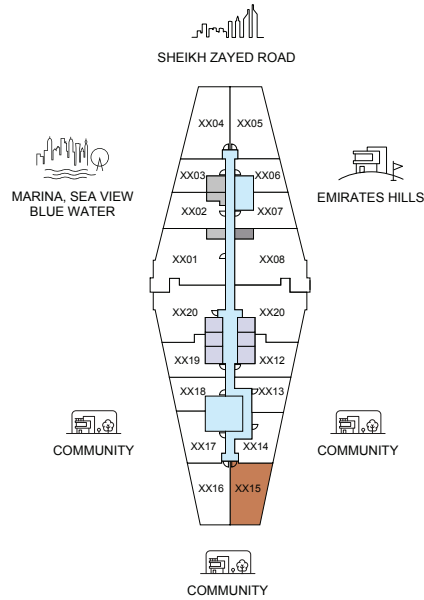 SHEIKH ZAYED ROAD
XX04 XX05
XX03 XX06
MARINA, SEA VIEW
BLUE WATER
EMIRATES HILLS
XX02 XX07
XX01 XX08
XX20 XX20
XX19 XX12
XX18 XX13
COMMUNITY
COMMUNITY
XX17 XX14
XX16 XX15
COMMUNITY